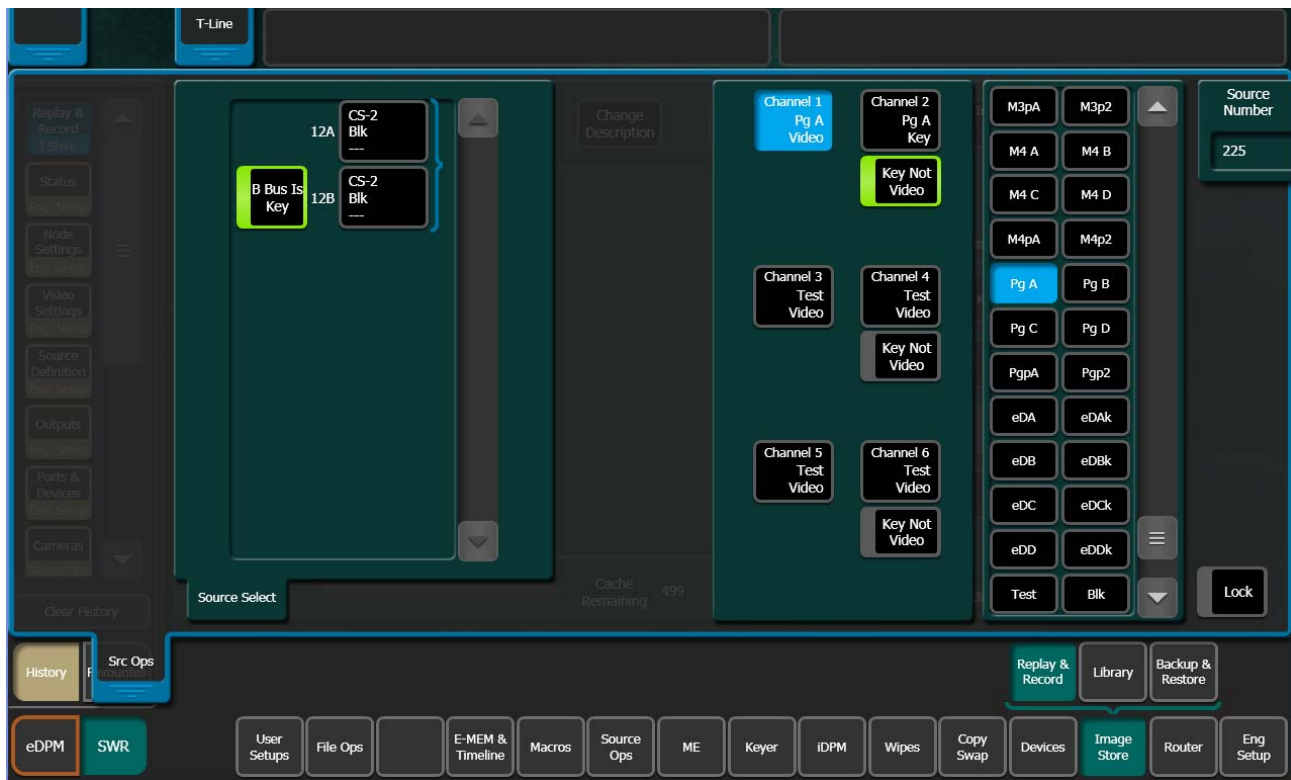 T-Line
Replay &
Record
T.Store
Status
Eng Setup
Node
Settings
Eng Setup
Video
Settings
Eng Setup
Source
Definition
Eng Setup
Outputs
Eng Setup
Ports &
Devices
Eng Setup
Cameras
Source Ops
Clear History
12A
CS-2
Blk
---
B Bus Is
Key
12B
CS-2
Blk
---
Source Select
Change
Description
Cache
Remaining
499
Channel 1
Pg A
Video
Channel 2
Pg A
Key
Key Not
Video
Channel 3
Test
Video
Channel 4
Test
Video
Key Not
Video
Channel 5
Test
Video
Channel 6
Test
Video
Key Not
Video
M3pA M3p2
M4 A M4 B
M4 C M4 D
M4pA M4p2
Pg A Pg B
Pg C Pg D
PgpA Pgp2
eDA eDAk
eDB eDBk
eDC eDCk
eDD eDDk
Test Blk
Source
Number
225
Lock
History
Src Ops
Replay &
Record
Library
Backup &
Restore
eDPM
SWR
User
Setups
File Ops
E-MEM &
Timeline
Macros
Source
Ops
ME
Keyer
iDPM
Wipes
Copy
Swap
Devices
Image
Store
Router
Eng
Setup